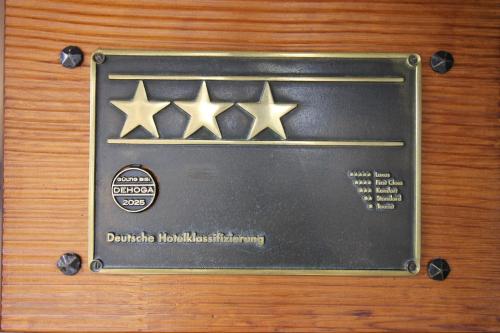 GÜLTIG BIS:
DEHOGA
2025
***** Luxus
**** First Class
*** Komfort
** Standard
* Tourist
Deutsche Hotelklassifizierung